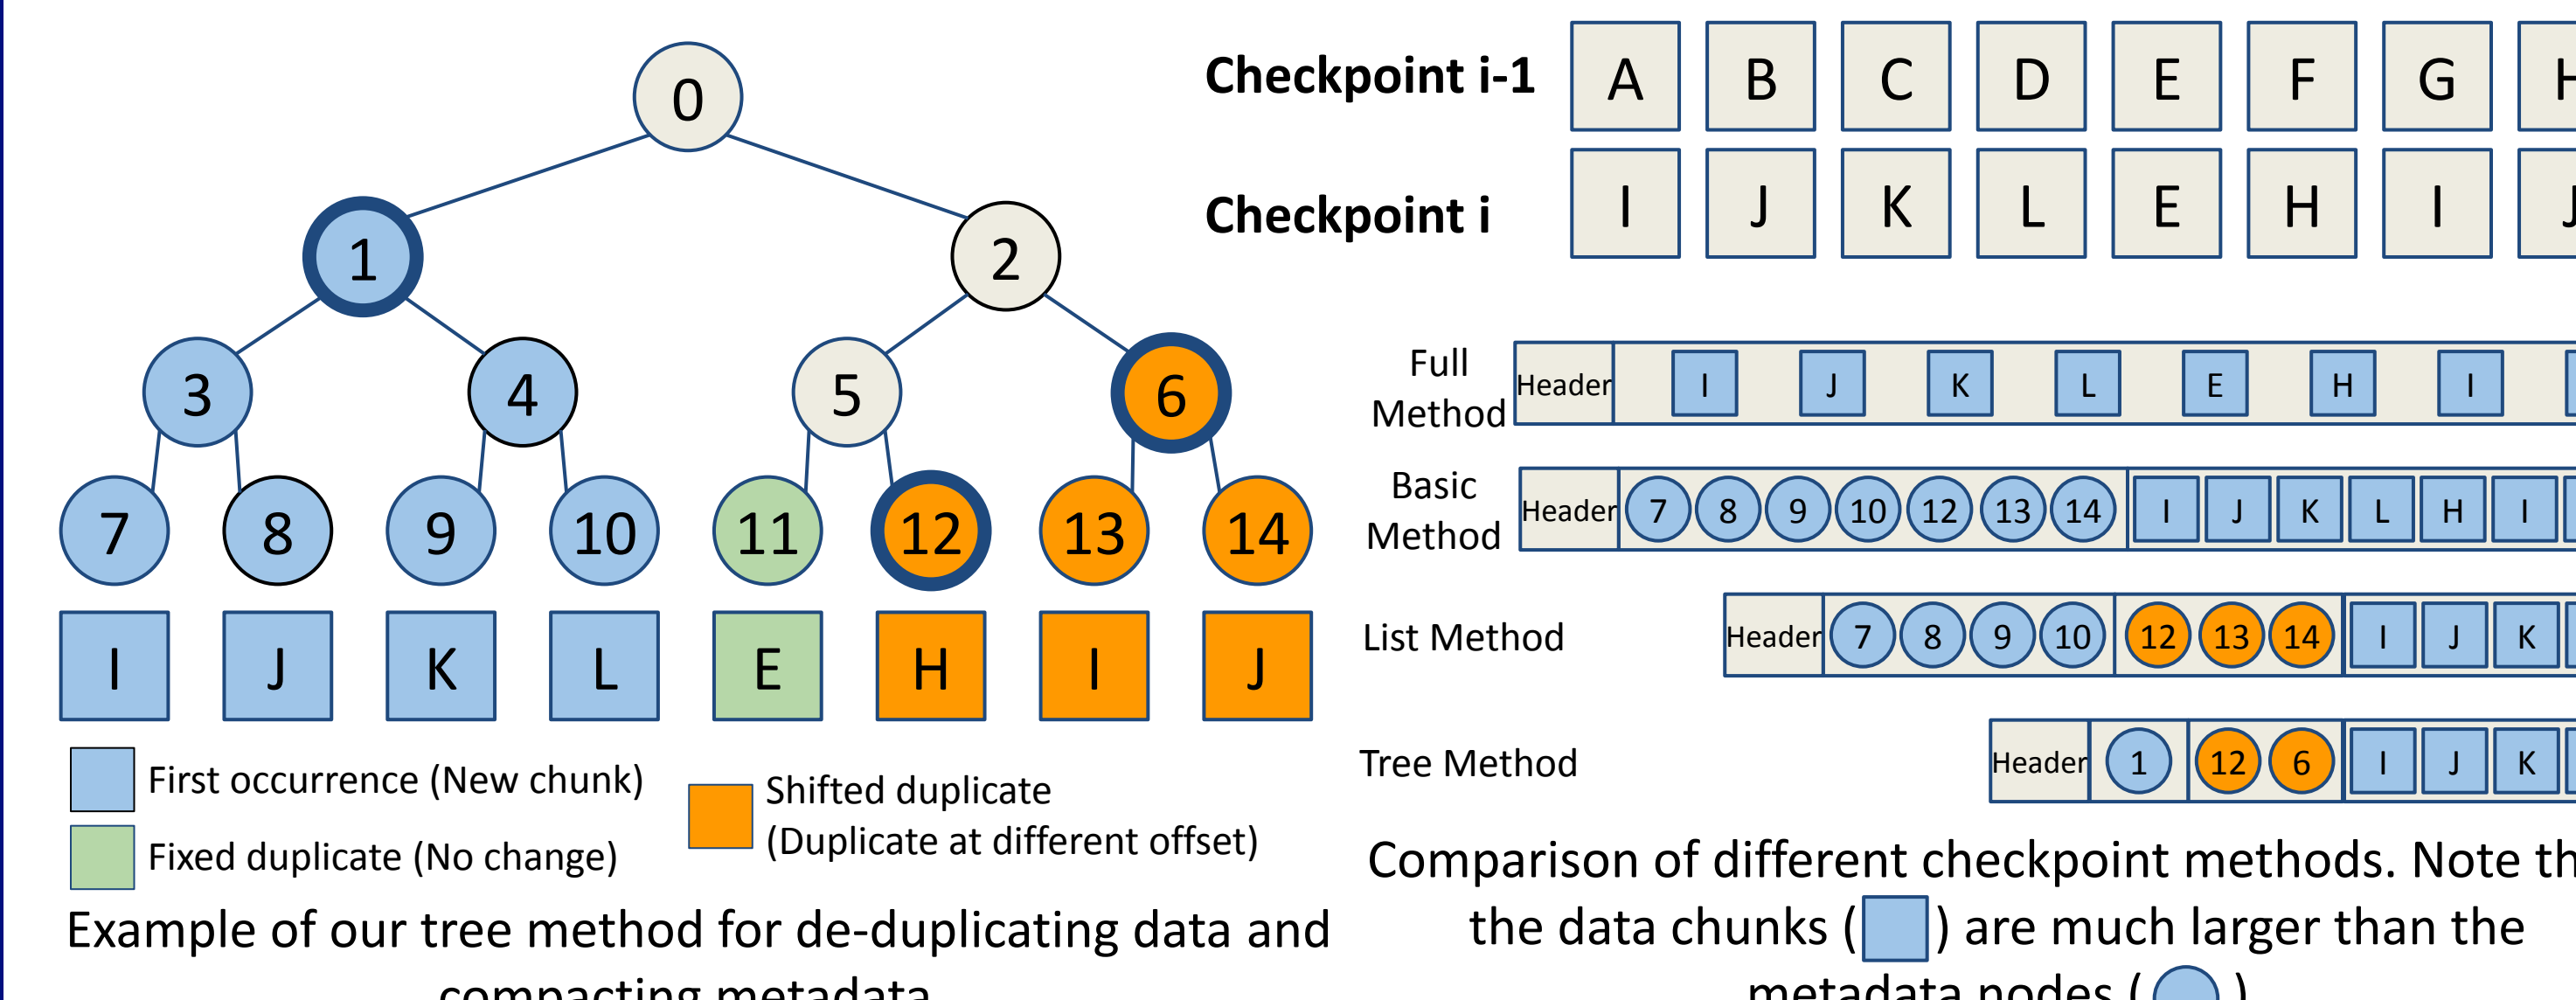 0
1
2
3
4
5
6
7
8
9
10
11
12
13
14
I J K L E H I J
First occurrence (New chunk)
Fixed duplicate (No change)
Shifted duplicate
(Duplicate at different offset)
Example of our tree method for de-duplicating data and
compacting metadata
Checkpoint i-1 A B C D E F G H
Checkpoint i I J K L E H I J
Full
Method
Header I J K L E H I
Basic
Method
Header 7 8 9 10 12 13 14 I J K L H I
List Method
Header 7 8 9 10 12 13 14 I J K
Tree Method
Header 1 12 6 I J K
Comparison of different checkpoint methods. Note
the data chunks ( ) are much larger than the
metadata nodes ( )